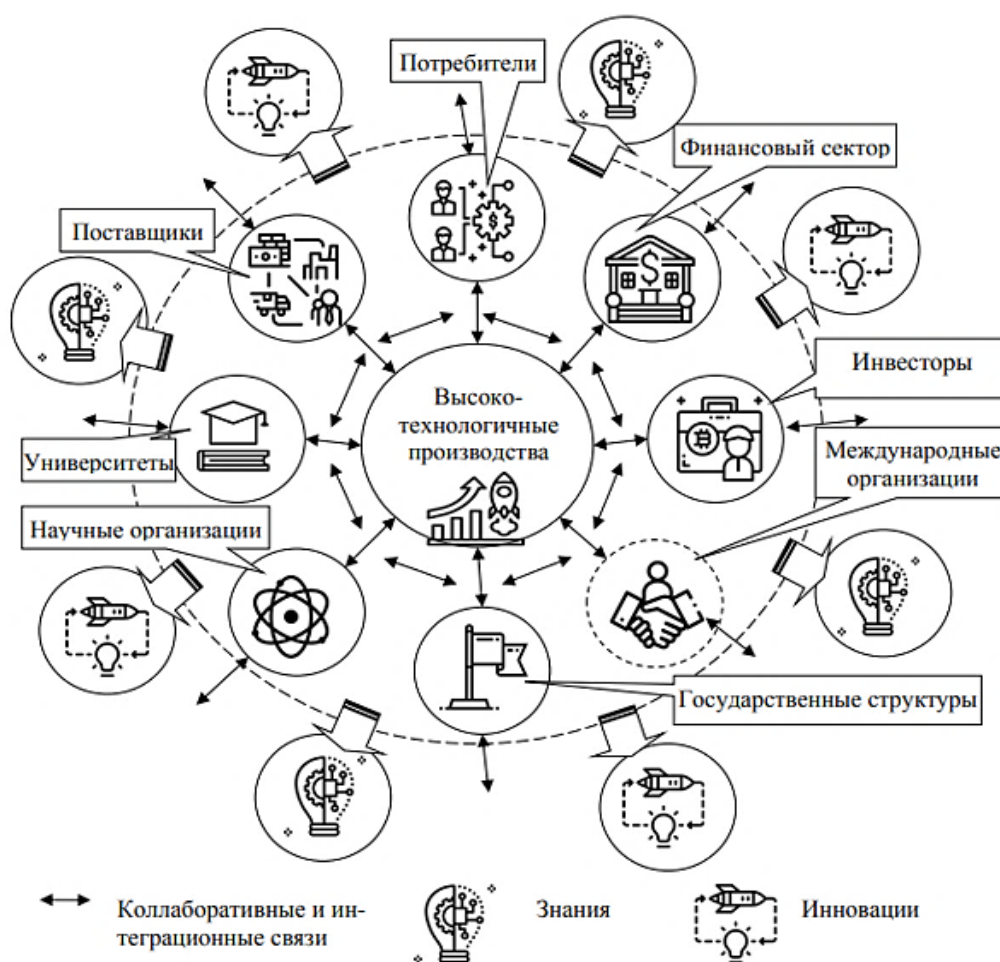 Потребители
Финансовый сектор
Поставщики
Инвесторы
Высоко-
технологичные
производства
Университеты
Международные
организации
Научные организации
Государственные структуры
Коллаборативные и ин-
теграционные связи
Знания
Инновации